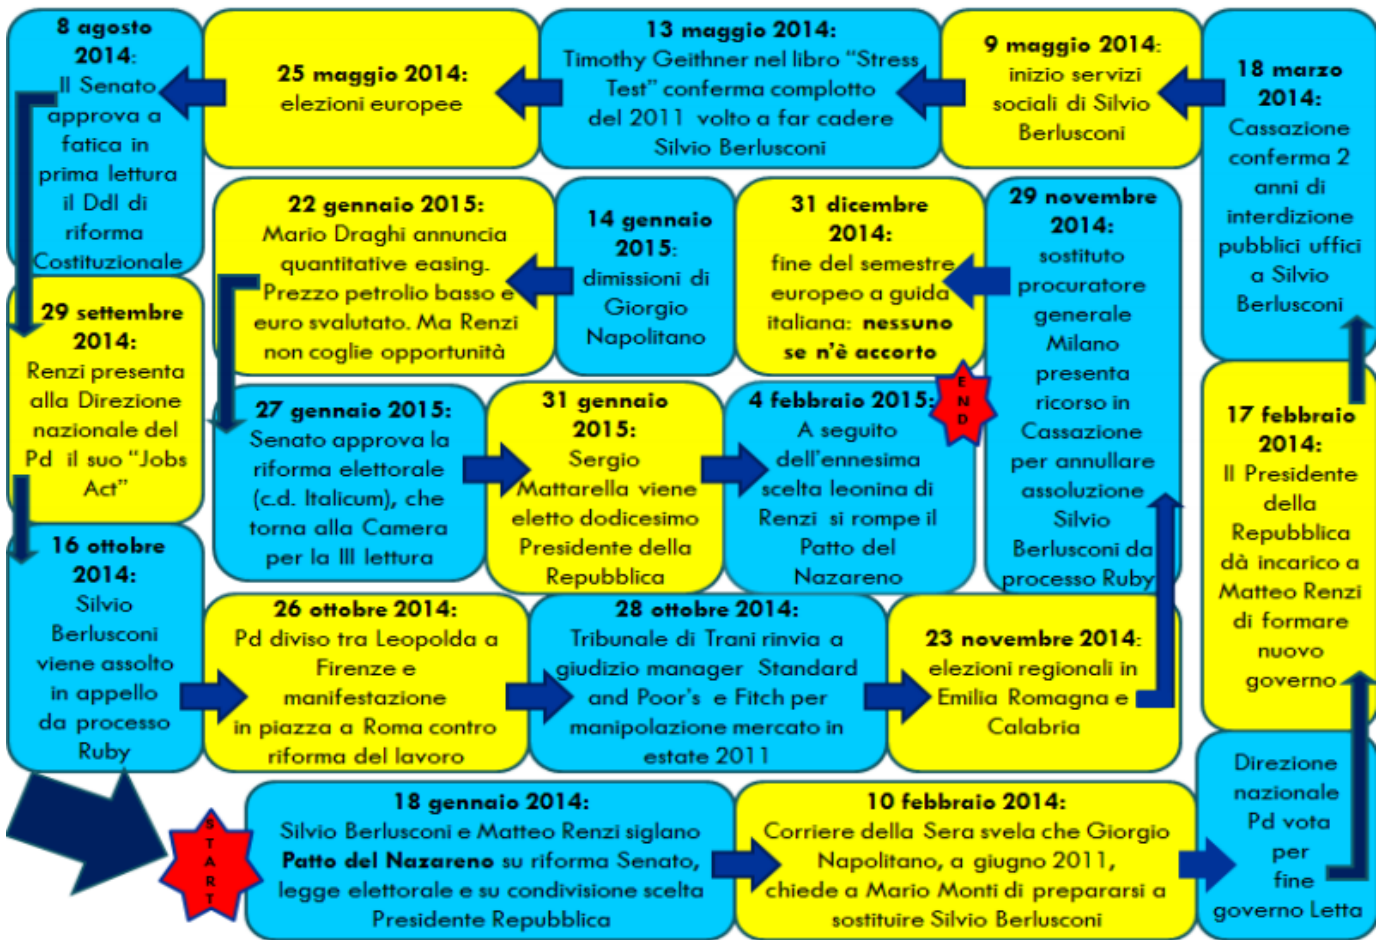 8 agosto
2014:
Il Senato
approva a
fatica in
prima lettura
il Ddl di
riforma
Costituzionale
25 maggio 2014:
elezioni europee
13 maggio 2014:
Timothy Geithner nel libro “Stress
Test” conferma complotto
del 2011 volto a far cadere
Silvio Berlusconi
9 maggio 2014:
inizio servizi
sociali di Silvio
Berlusconi
18 marzo
2014:
Cassazione
conferma 2
anni di
interdizione
pubblici uffici
a Silvio
Berlusconi
22 gennaio 2015:
Mario Draghi annuncia
quantitative easing.
Prezzo petrolio basso e
euro svalutato. Ma Renzi
non coglie opportunità
14 gennaio
2015:
dimissioni di
Giorgio
Napolitano
31 dicembre
2014:
fine del semestre
europeo a guida
italiana: nessuno
se n'è accorto
29 novembre
2014:
sostituto
procuratore
generale
Milano
presenta
ricorso in
Cassazione
per annullare
assoluzione
Silvio
Berlusconi da
processo Ruby
29 settembre
2014:
Renzi presenta
alla Direzione
nazionale del
Pd il suo “Jobs
Act”
27 gennaio 2015:
Senato approva la
riforma elettorale
(c.d. Italicum), che
torna alla Camera
per la III lettura
31 gennaio
2015:
Sergio
Mattarella viene
eletto dodicesimo
Presidente della
Repubblica
4 febbraio 2015:
A seguito
dell'ennesima
scelta leonina di
Renzi si rompe il
Patto del
Nazareno
END
17 febbraio
2014:
Il Presidente
della
Repubblica
dà incarico a
Matteo Renzi
di formare
nuovo
governo
16 ottobre
2014:
Silvio
Berlusconi
viene assolto
in appello
da processo
Ruby
26 ottobre 2014:
Pd diviso tra Leopolda a
Firenze e
manifestazione
in piazza a Roma contro
riforma del lavoro
28 ottobre 2014:
Tribunale di Trani rinvia a
giudizio manager Standard
and Poor's e Fitch per
manipolazione mercato in
estate 2011
23 novembre 2014:
elezioni regionali in
Emilia Romagna e
Calabria
START
18 gennaio 2014:
Silvio Berlusconi e Matteo Renzi siglano
Patto del Nazareno su riforma Senato,
legge elettorale e su condivisione scelta
Presidente Repubblica
10 febbraio 2014:
Corriere della Sera svela che Giorgio
Napolitano, a giugno 2011,
chiede a Mario Monti di prepararsi a
sostituire Silvio Berlusconi
Direzione
nazionale
Pd vota
per
fine
governo Letta